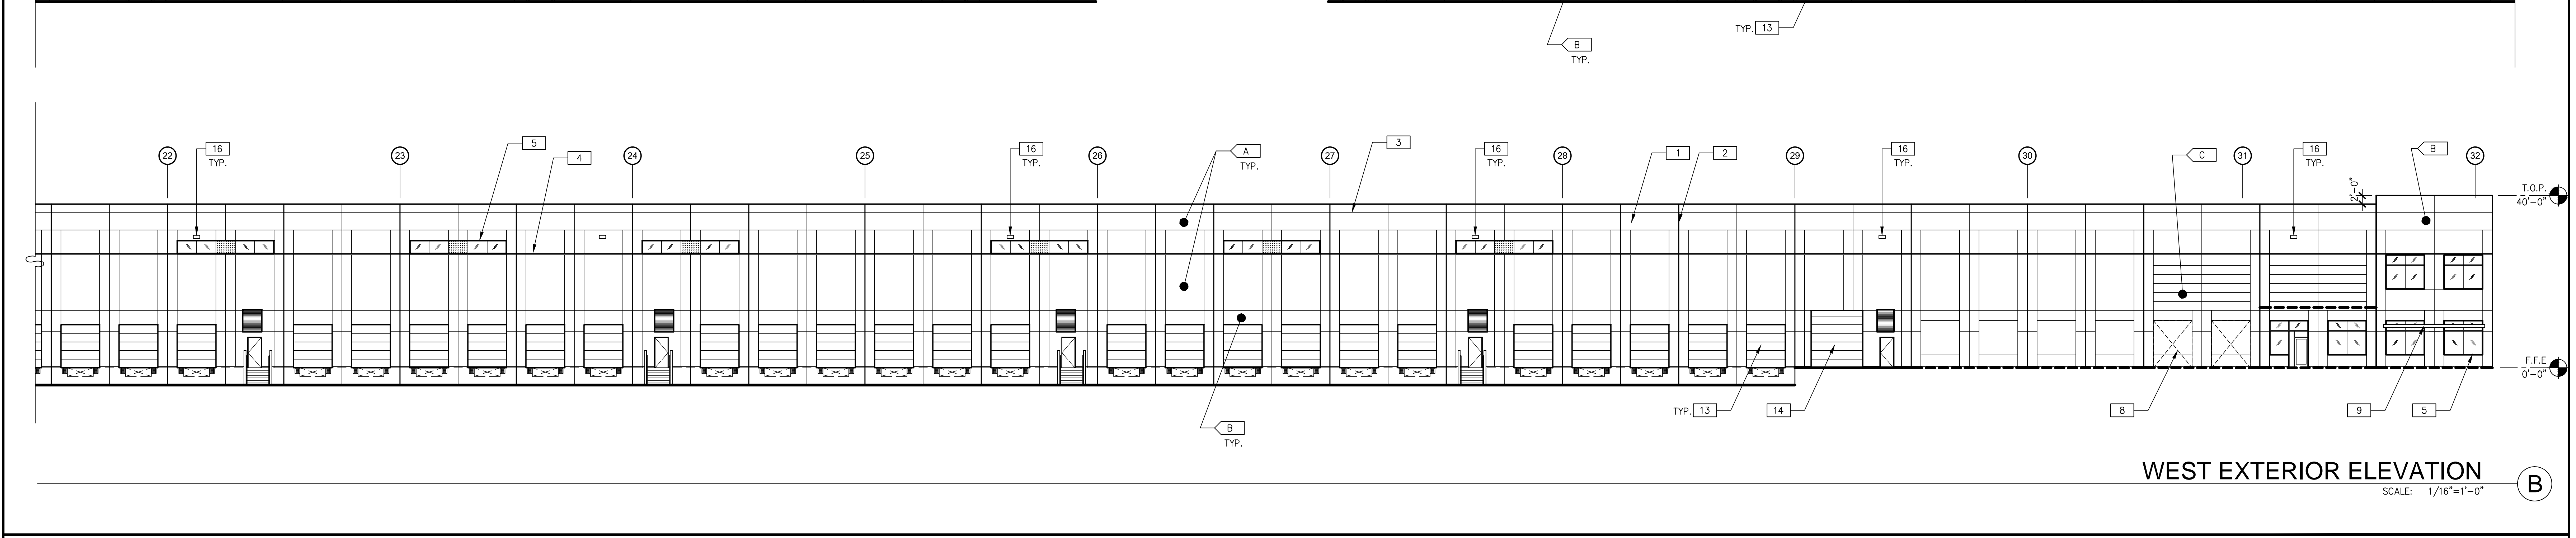 TYP. 13
B
TYP.
22
16
TYP.
23
5
4
24
25
16
TYP.
26
A
TYP.
27
3
16
TYP.
28
1
2
29
16
TYP.
30
C
31
16
TYP.
B
32
2'-0"
T.O.P.
40'-0"
F.F.E
0'-0"
B
TYP.
TYP. 13
14
8
9
5
WEST EXTERIOR ELEVATION
SCALE: 1/16"=1'-0"
B